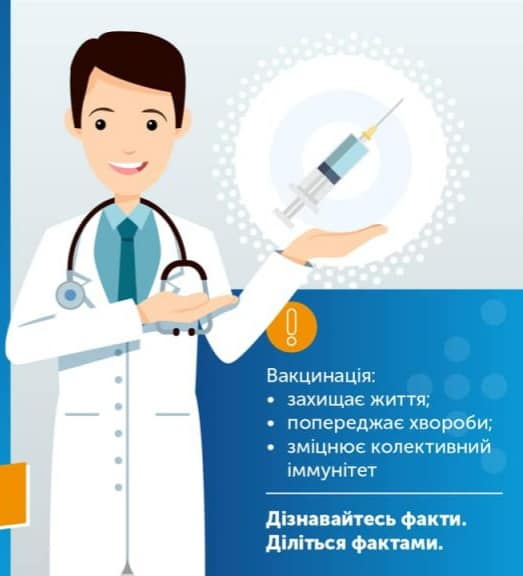 Вакцинація:
• захищає життя;
• попереджає хвороби;
• зміцнює колективний
іммунітет
Дізнавайтесь факти.
Діліться фактами.